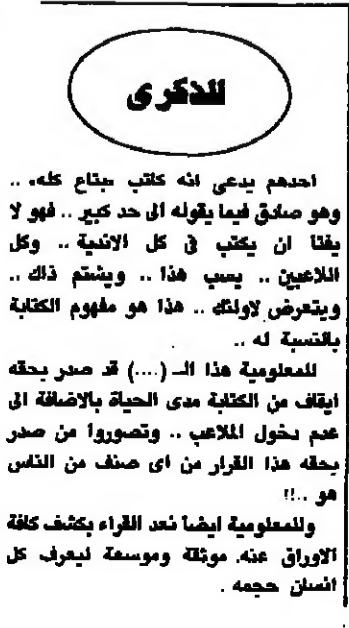 للذكرى
احدهم يدعى انه كاتب «بتاع كله» ..
وهو صادق فيما يقوله الى حد كبير .. فهو لا
يفتا ان يكتب في كل الاندية .. وكل
اللاعبين .. يسب هذا .. ويشتم ذاك ..
ويتعرض لاولئك .. هذا هو مفهوم الكتابة
بالنسبة له ..
للمعلومية هذا الـ (....) قد صدر بحقه
ايقاف من الكتابة مدى الحياة بالاضافة الى
عدم دخول الملاعب .. وتصوروا من صدر
بحقه هذا القرار من اى صنف من الناس
هو ..!!
وللمعلومية ايضا نعد القراء بكشف كافة
الاوراق عنه. موثقة وموسعة ليعرف كل
انسان حجمه .